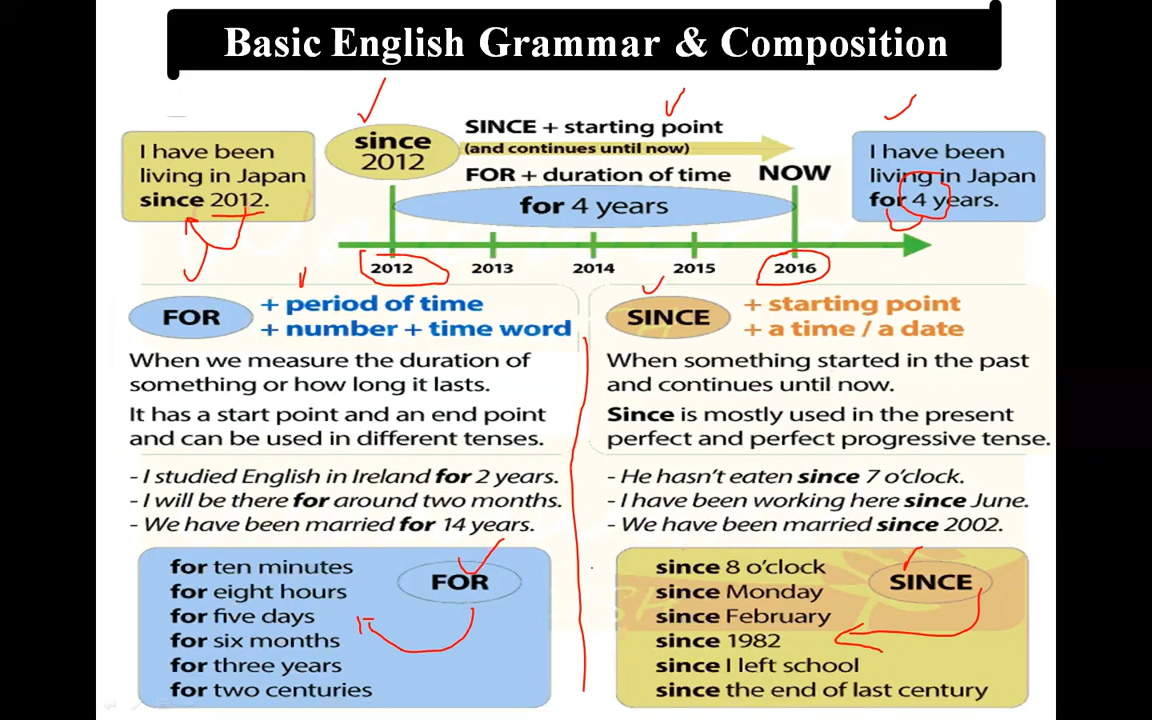 Basic English Grammar & Composition
I have been
living in Japan
since 2012.
since
2012
SINCE + starting point
(and continues until now)
FOR + duration of time
NOW
for 4 years
I have been
living in Japan
for 4 years.
2012 2013 2014 2015 2016
FOR
+ period of time
+ number + time word
When we measure the duration of
something or how long it lasts.
It has a start point and an end point
and can be used in different tenses.
- I studied English in Ireland for 2 years.
- I will be there for around two months.
- We have been married for 14 years.
FOR
for ten minutes
for eight hours
for five days
for six months
for three years
for two centuries
SINCE
+ starting point
+ a time / a date
When something started in the past
and continues until now.
Since is mostly used in the present
perfect and perfect progressive tense.
- He hasn't eaten since 7 o'clock.
- I have been working here since June.
- We have been married since 2002.
SINCE
since 8 o'clock
since Monday
since February
since 1982
since I left school
since the end of last century